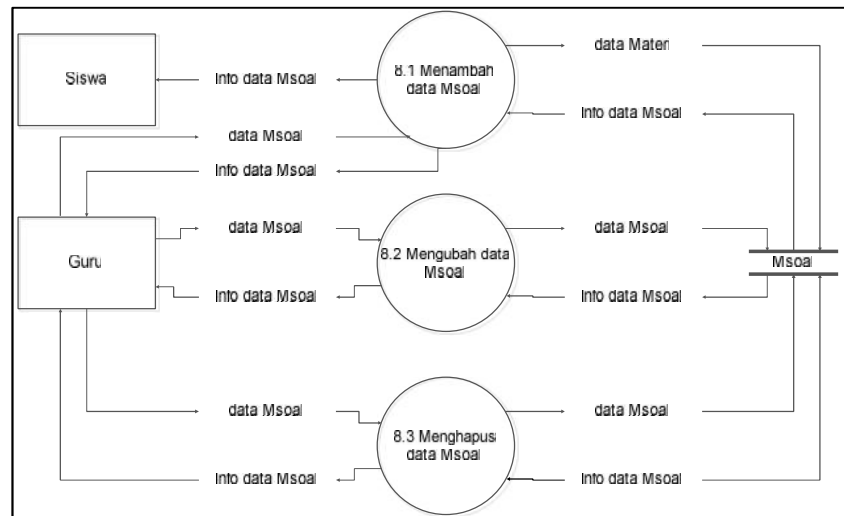 Siswa
Info data Msoal
8.1 Menambah
data Msoal
data Materi
Info data Msoal
data Msoal
Info data Msoal
Guru
data Msoal
Info data Msoal
8.2 Mengubah data
Msoal
data Msoal
Info data Msoal
Msoal
data Msoal
Info data Msoal
8.3 Menghapus
data Msoal
data Msoal
Info data Msoal